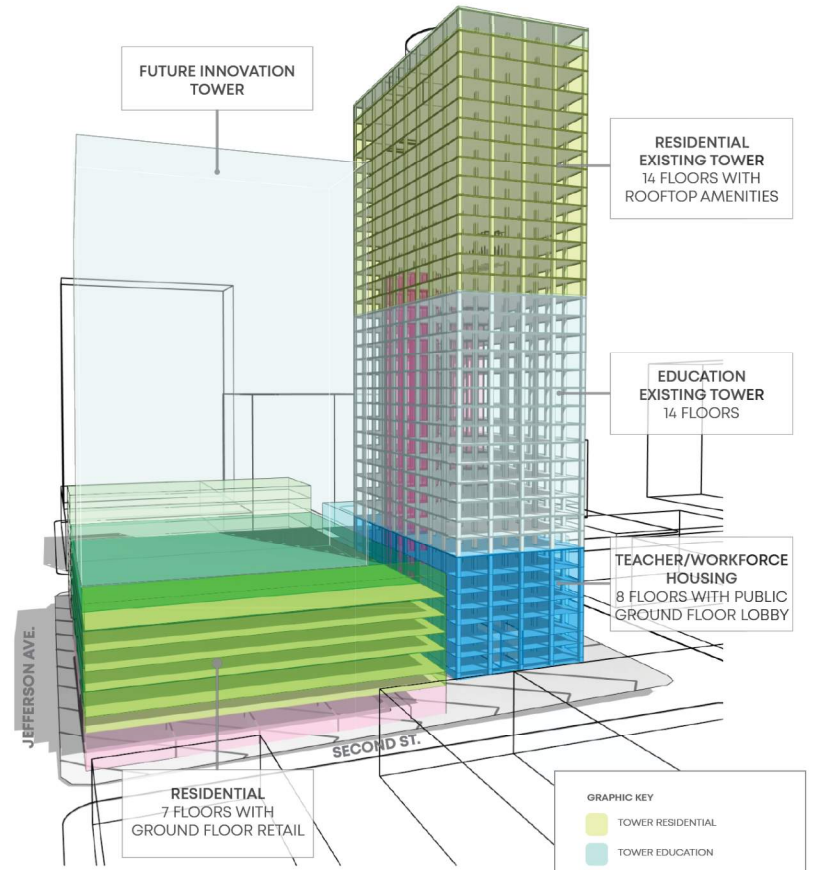 FUTURE INNOVATION
TOWER
RESIDENTIAL
EXISTING TOWER
14 FLOORS WITH
ROOFTOP AMENITIES
EDUCATION
EXISTING TOWER
14 FLOORS
TEACHER/WORKFORCE
HOUSING
8 FLOORS WITH PUBLIC
GROUND FLOOR LOBBY
JEFFERSON AVE.
SECOND ST.
RESIDENTIAL
7 FLOORS WITH
GROUND FLOOR RETAIL
GRAPHIC KEY
TOWER RESIDENTIAL
TOWER EDUCATION